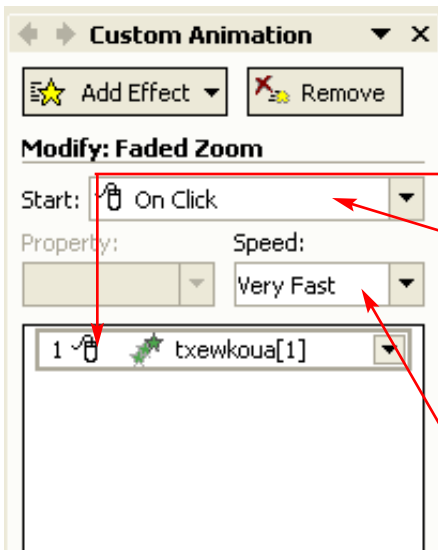 Custom Animation
Add Effect Remove
Modify: Faded Zoom
Start: On Click
Property: Speed:
Very Fast
1 txewkoua[1]